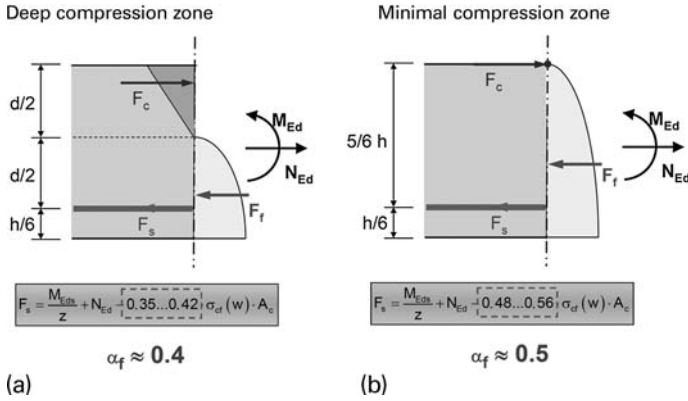 Deep compression zone
d/2
d/2
h/6
F_c
F_s
F_f
M_Ed
N_Ed
F_s = M_Eds/z + N_Ed − 0.35...0.42 σ_cf(w) · A_c
α_f ≈ 0.4
(a)
Minimal compression zone
5/6 h
h/6
F_c
F_f
M_Ed
N_Ed
F_s = M_Eds/z + N_Ed − 0.48...0.56 σ_cf(w) · A_c
α_f ≈ 0.5
(b)